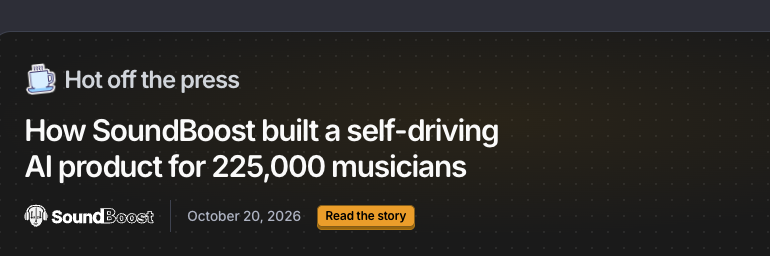 Hot off the press
How SoundBoost built a self-driving
AI product for 225,000 musicians
SoundBoost
October 20, 2026
Read the story